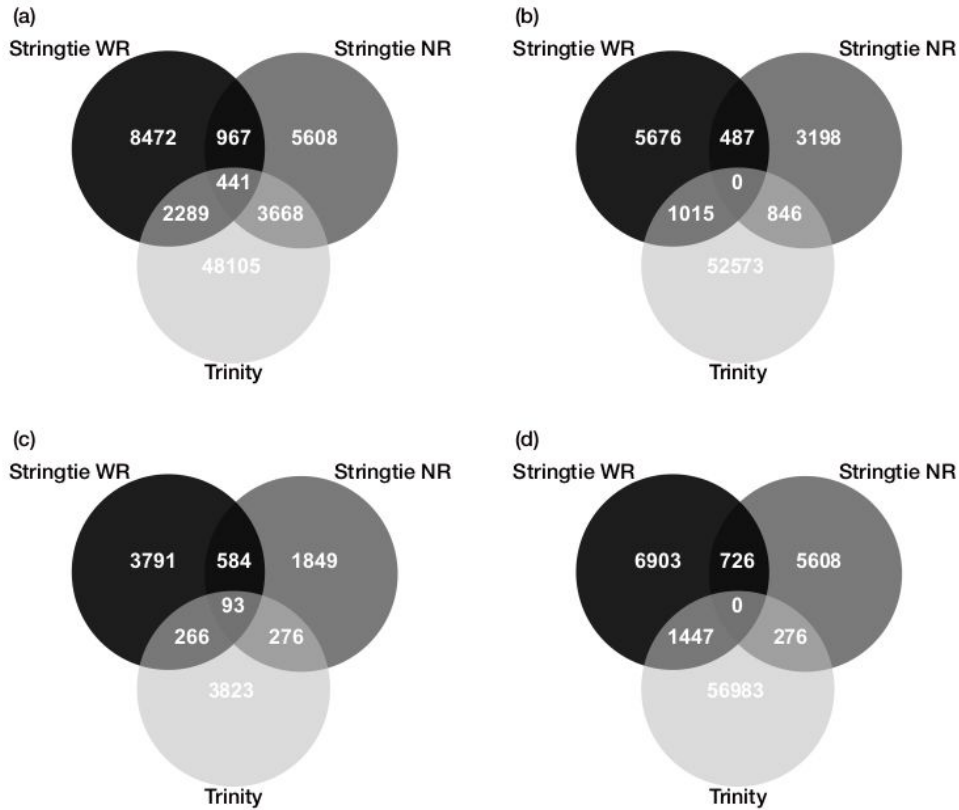 (a)
Stringtie WR Stringtie NR
8472 967 5608
441
2289 3668
48105
Trinity
(b)
Stringtie WR Stringtie NR
5676 487 3198
0
1015 846
52573
Trinity
(c)
Stringtie WR Stringtie NR
3791 584 1849
93
266 276
3823
Trinity
(d)
Stringtie WR Stringtie NR
6903 726 5608
0
1447 276
56983
Trinity